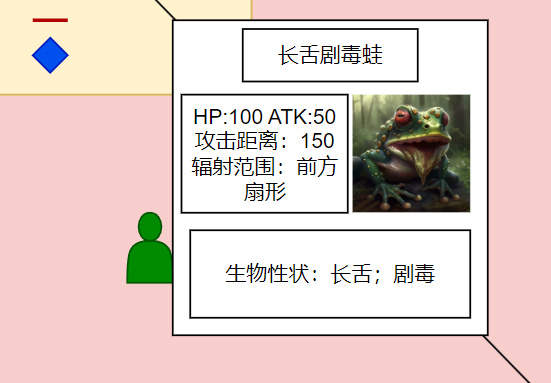 长舌剧毒蛙
HP:100 ATK:50
攻击距离：150
辐射范围：前方
扇形
生物性状：长舌；剧毒